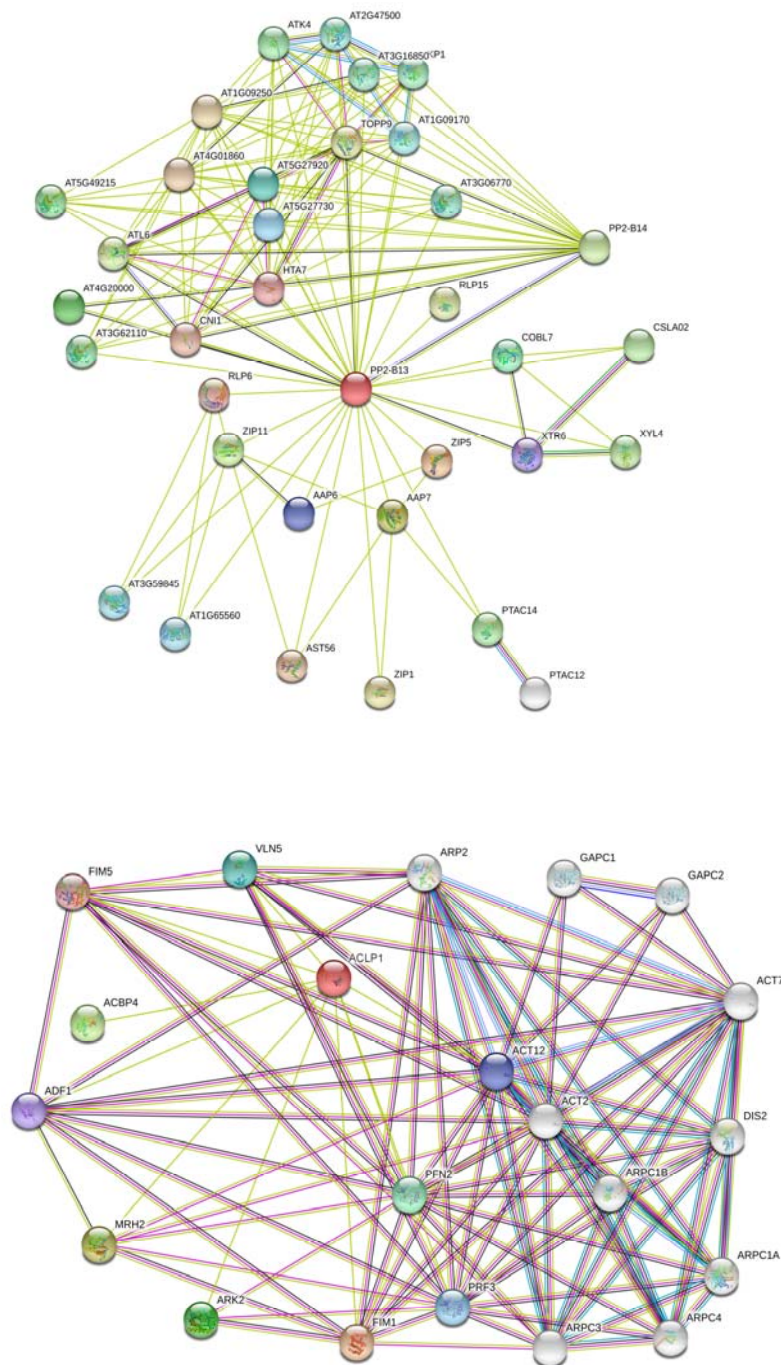 AT2G47500
ATK4
AT3G16850
KP1
AT1G09250
TOPP9
AT1G09170
AT4G01860
AT5G27920
AT5G49215
AT3G06770
AT5G27730
PP2-B14
ATL6
HTA7
RLP15
AT4G20000
CNI1
COBL7
CSLA02
AT3G62110
PP2-B13
RLP6
XTR6
XYL4
ZIP11
ZIP5
AAP6
AAP7
AT3G59845
AT1G65560
PTAC14
AST56
ZIP1
PTAC12
VLN5
ARP2
GAPC1
FIM5
GAPC2
ACLP1
ACT7
ACBP4
ACT12
ADF1
ACT2
DIS2
PFN2
ARPC1B
MRH2
ARPC1A
PRF3
ARK2
FIM1
ARPC3
ARPC4